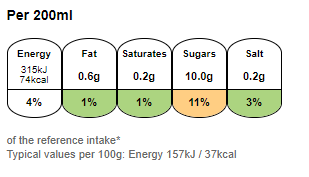 Per 200ml
Energy Fat Saturates Sugars Salt
315kJ
74kcal 0.6g 0.2g 10.0g 0.2g
4% 1% 1% 11% 3%
of the reference intake*
Typical values per 100g: Energy 157kJ / 37kcal